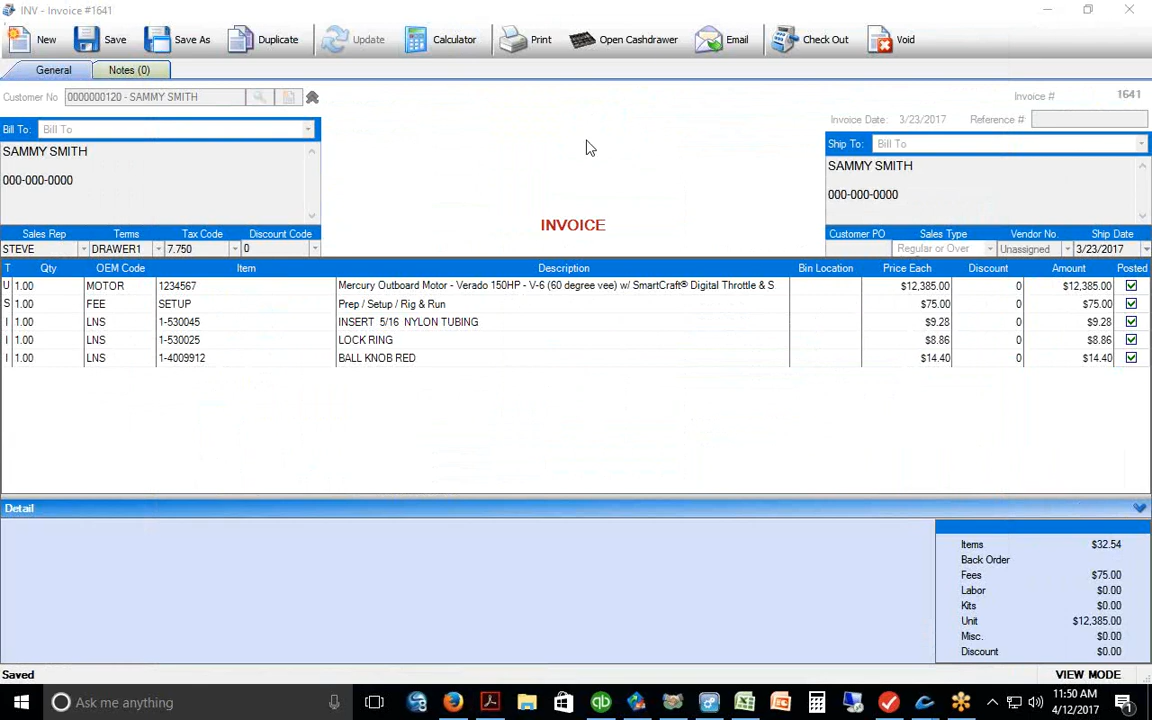 INV - Invoice #1641
New Save Save As Duplicate Update Calculator Print Open Cashdrawer Email Check Out Void
General Notes (0)
Customer No 0000000120 - SAMMY SMITH Invoice # 1641
Invoice Date: 3/23/2017 Reference #:
Bill To: Bill To
Ship To: Bill To
SAMMY SMITH
SAMMY SMITH
000-000-0000
000-000-0000
INVOICE
Sales Rep Terms Tax Code Discount Code Customer PO Sales Type Vendor No. Ship Date
STEVE DRAWER1 7.750 0 Regular or Over Unassigned 3/23/2017
T Qty OEM Code Item Description Bin Location Price Each Discount Amount Posted
U 1.00 MOTOR 1234567 Mercury Outboard Motor - Verado 150HP - V-6 (60 degree vee) w/ SmartCraft® Digital Throttle & S $12,385.00 0 $12,385.00
S 1.00 FEE SETUP Prep / Setup / Rig & Run $75.00 0 $75.00
I 1.00 LNS 1-530045 INSERT 5/16 NYLON TUBING $9.28 0 $9.28
I 1.00 LNS 1-530025 LOCK RING $8.86 0 $8.86
I 1.00 LNS 1-4009912 BALL KNOB RED $14.40 0 $14.40
Detail
Items $32.54
Back Order
Fees $75.00
Labor $0.00
Kits $0.00
Unit $12,385.00
Misc. $0.00
Discount $0.00
Saved VIEW MODE
Ask me anything
11:50 AM
4/12/2017
1